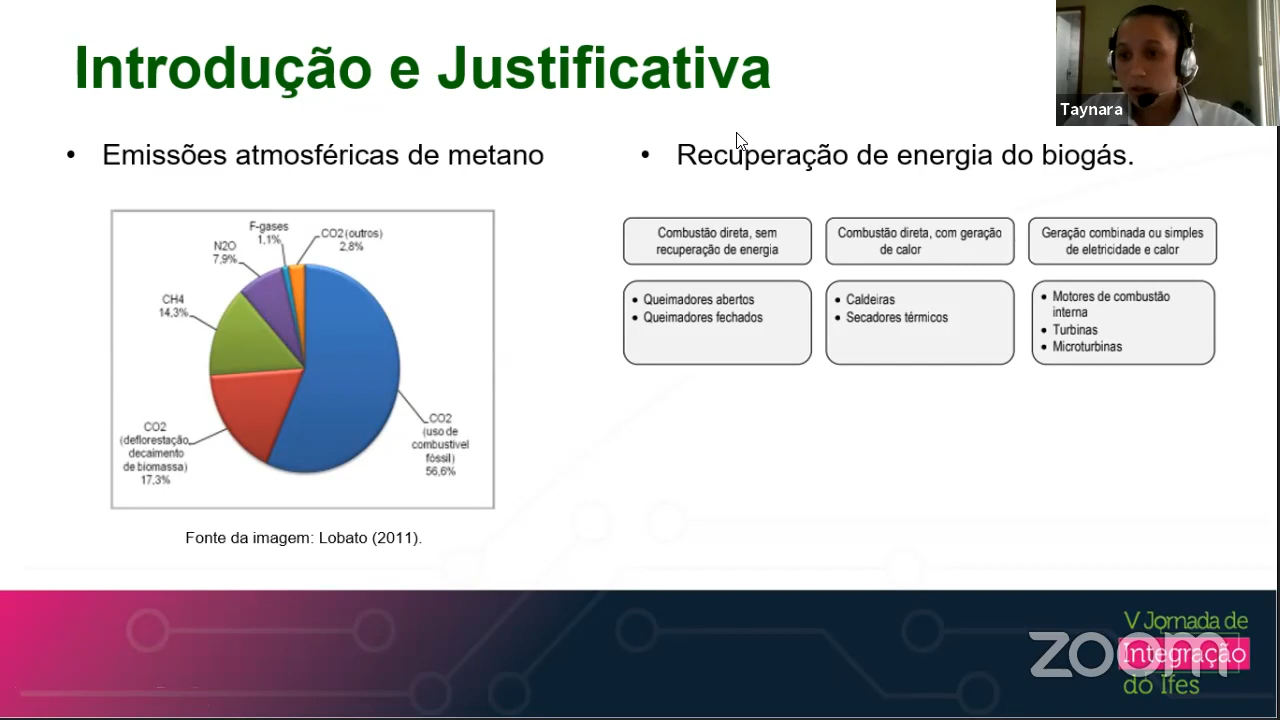 Introdução e Justificativa
Taynara
• Emissões atmosféricas de metano
• Recuperação de energia do biogás.
F-gases
1,1%
CO2 (outros)
2,8%
N2O
7,9%
CH4
14,3%
CO2
(deflorestação,
decaimento
de biomassa)
17,3%
CO2
(uso de
combustível
fóssil)
56,6%
Fonte da imagem: Lobato (2011).
Combustão direta, sem
recuperação de energia
Combustão direta, com geração
de calor
Geração combinada ou simples
de eletricidade e calor
• Queimadores abertos
• Queimadores fechados
• Caldeiras
• Secadores térmicos
• Motores de combustão
interna
• Turbinas
• Microturbinas
V Jornada de
Integração
do Ifes
zoom